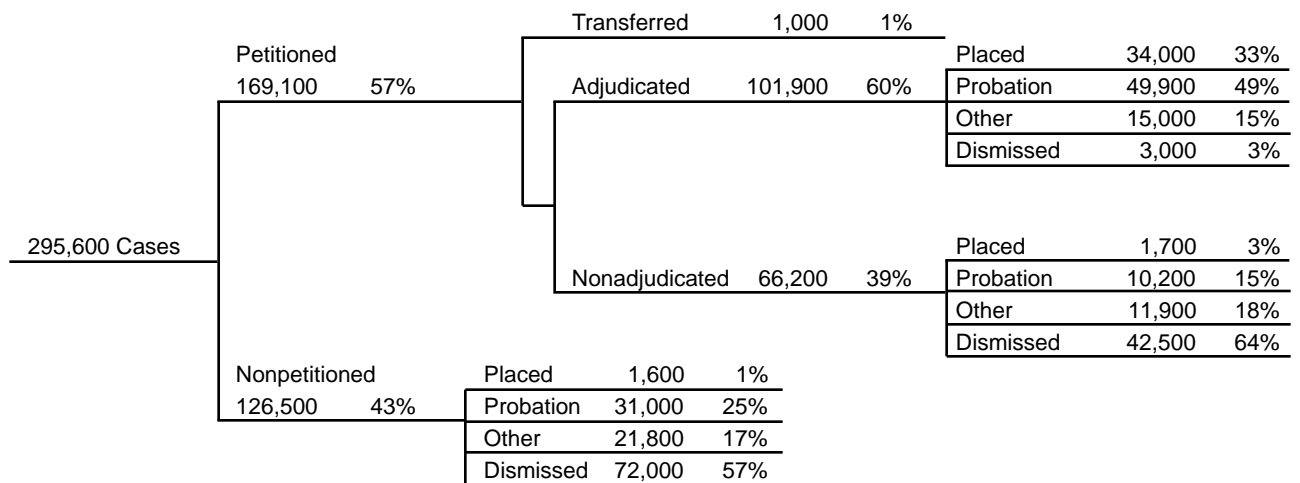 Transferred 1,000 1%
Petitioned
169,100 57%
Placed 34,000 33%
Adjudicated 101,900 60%
Probation 49,900 49%
Other 15,000 15%
Dismissed 3,000 3%
295,600 Cases
Placed 1,700 3%
Nonadjudicated 66,200 39%
Probation 10,200 15%
Other 11,900 18%
Dismissed 42,500 64%
Nonpetitioned
126,500 43%
Placed 1,600 1%
Probation 31,000 25%
Other 21,800 17%
Dismissed 72,000 57%